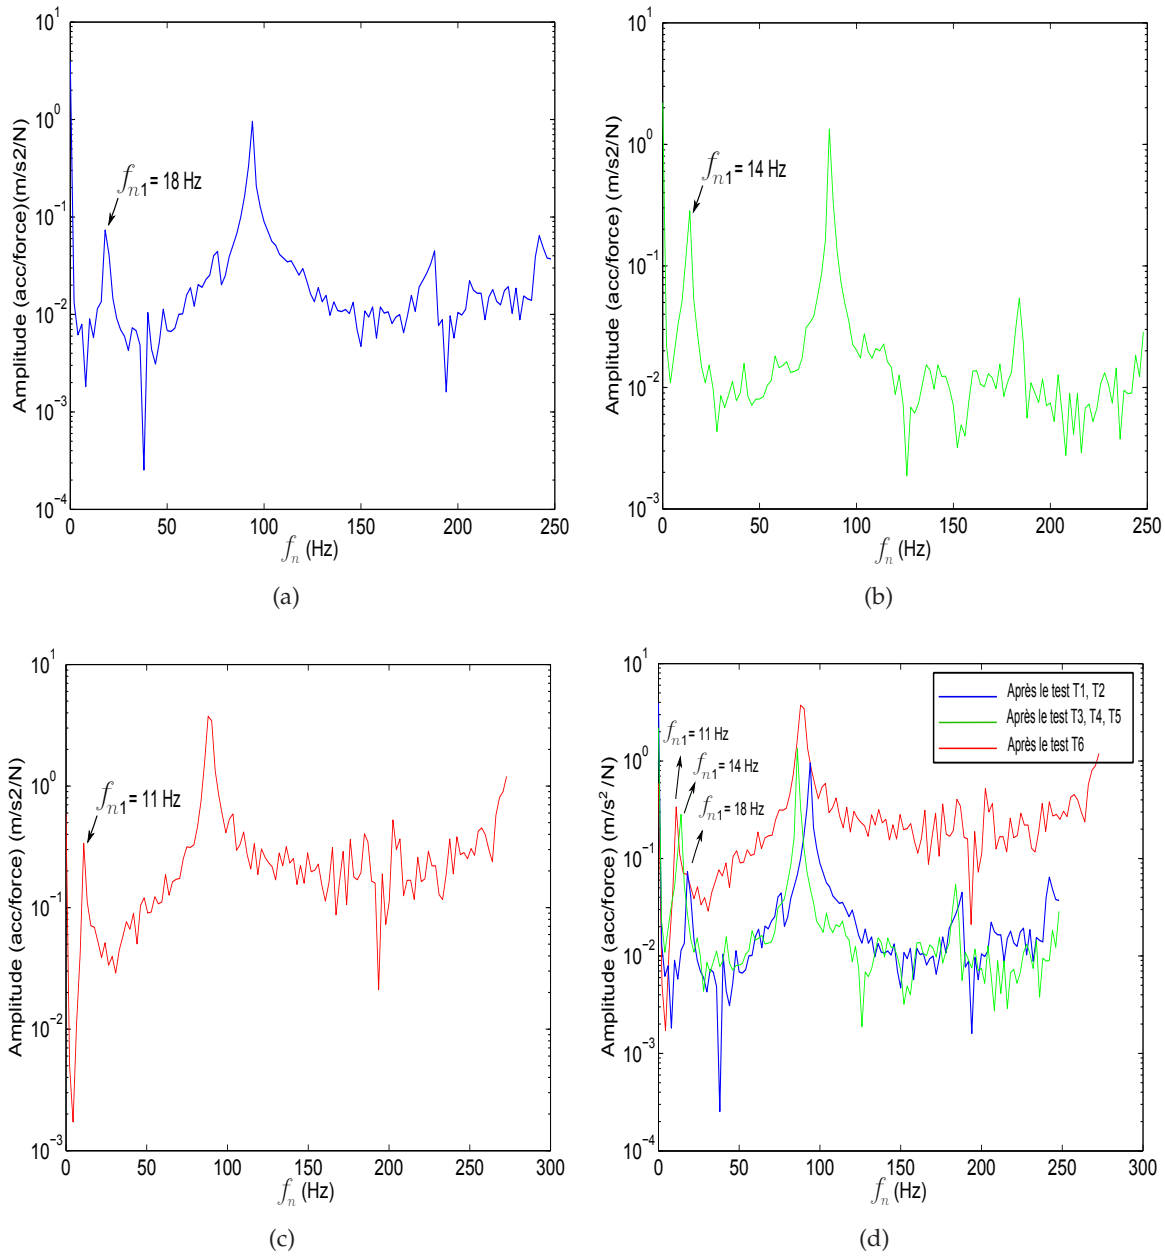 Amplitude (acc/force)(m/s2/N)
10^1
10^0
10^−1
10^−2
10^−3
10^−4
f_n1 = 18 Hz
0 50 100 150 200 250
f_n (Hz)
(a)
Amplitude (acc/force) (m/s2/N)
10^1
10^0
10^−1
10^−2
10^−3
f_n1 = 14 Hz
0 50 100 150 200 250
f_n (Hz)
(b)
Amplitude (acc/force) (m/s2/N)
10^1
10^0
10^−1
10^−2
10^−3
f_n1 = 11 Hz
0 50 100 150 200 250 300
f_n (Hz)
(c)
Amplitude (acc/force) (m/s² /N)
10^1
10^0
10^−1
10^−2
10^−3
10^−4
Après le test T1, T2
Après le test T3, T4, T5
Après le test T6
f_n1 = 11 Hz
f_n1 = 14 Hz
f_n1 = 18 Hz
0 50 100 150 200 250 300
f_n (Hz)
(d)